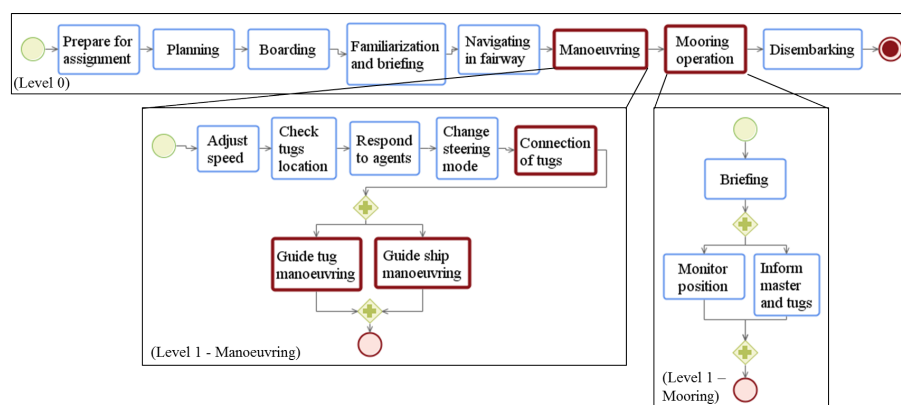 Prepare for
assignment
Planning
Boarding
Familiarization
and briefing
Navigating
in fairway
Manoeuvring
Mooring
operation
Disembarking
(Level 0)
Adjust
speed
Check
tugs
location
Respond
to agents
Change
steering
mode
Connection
of tugs
Guide tug
manoeuvring
Guide ship
manoeuvring
(Level 1 - Manoeuvring)
Briefing
Monitor
position
Inform
master
and tugs
(Level 1 –
Mooring)